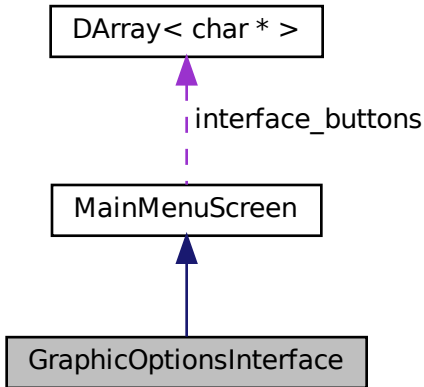 DArray< char * >
interface_buttons
MainMenuScreen
GraphicOptionsInterface